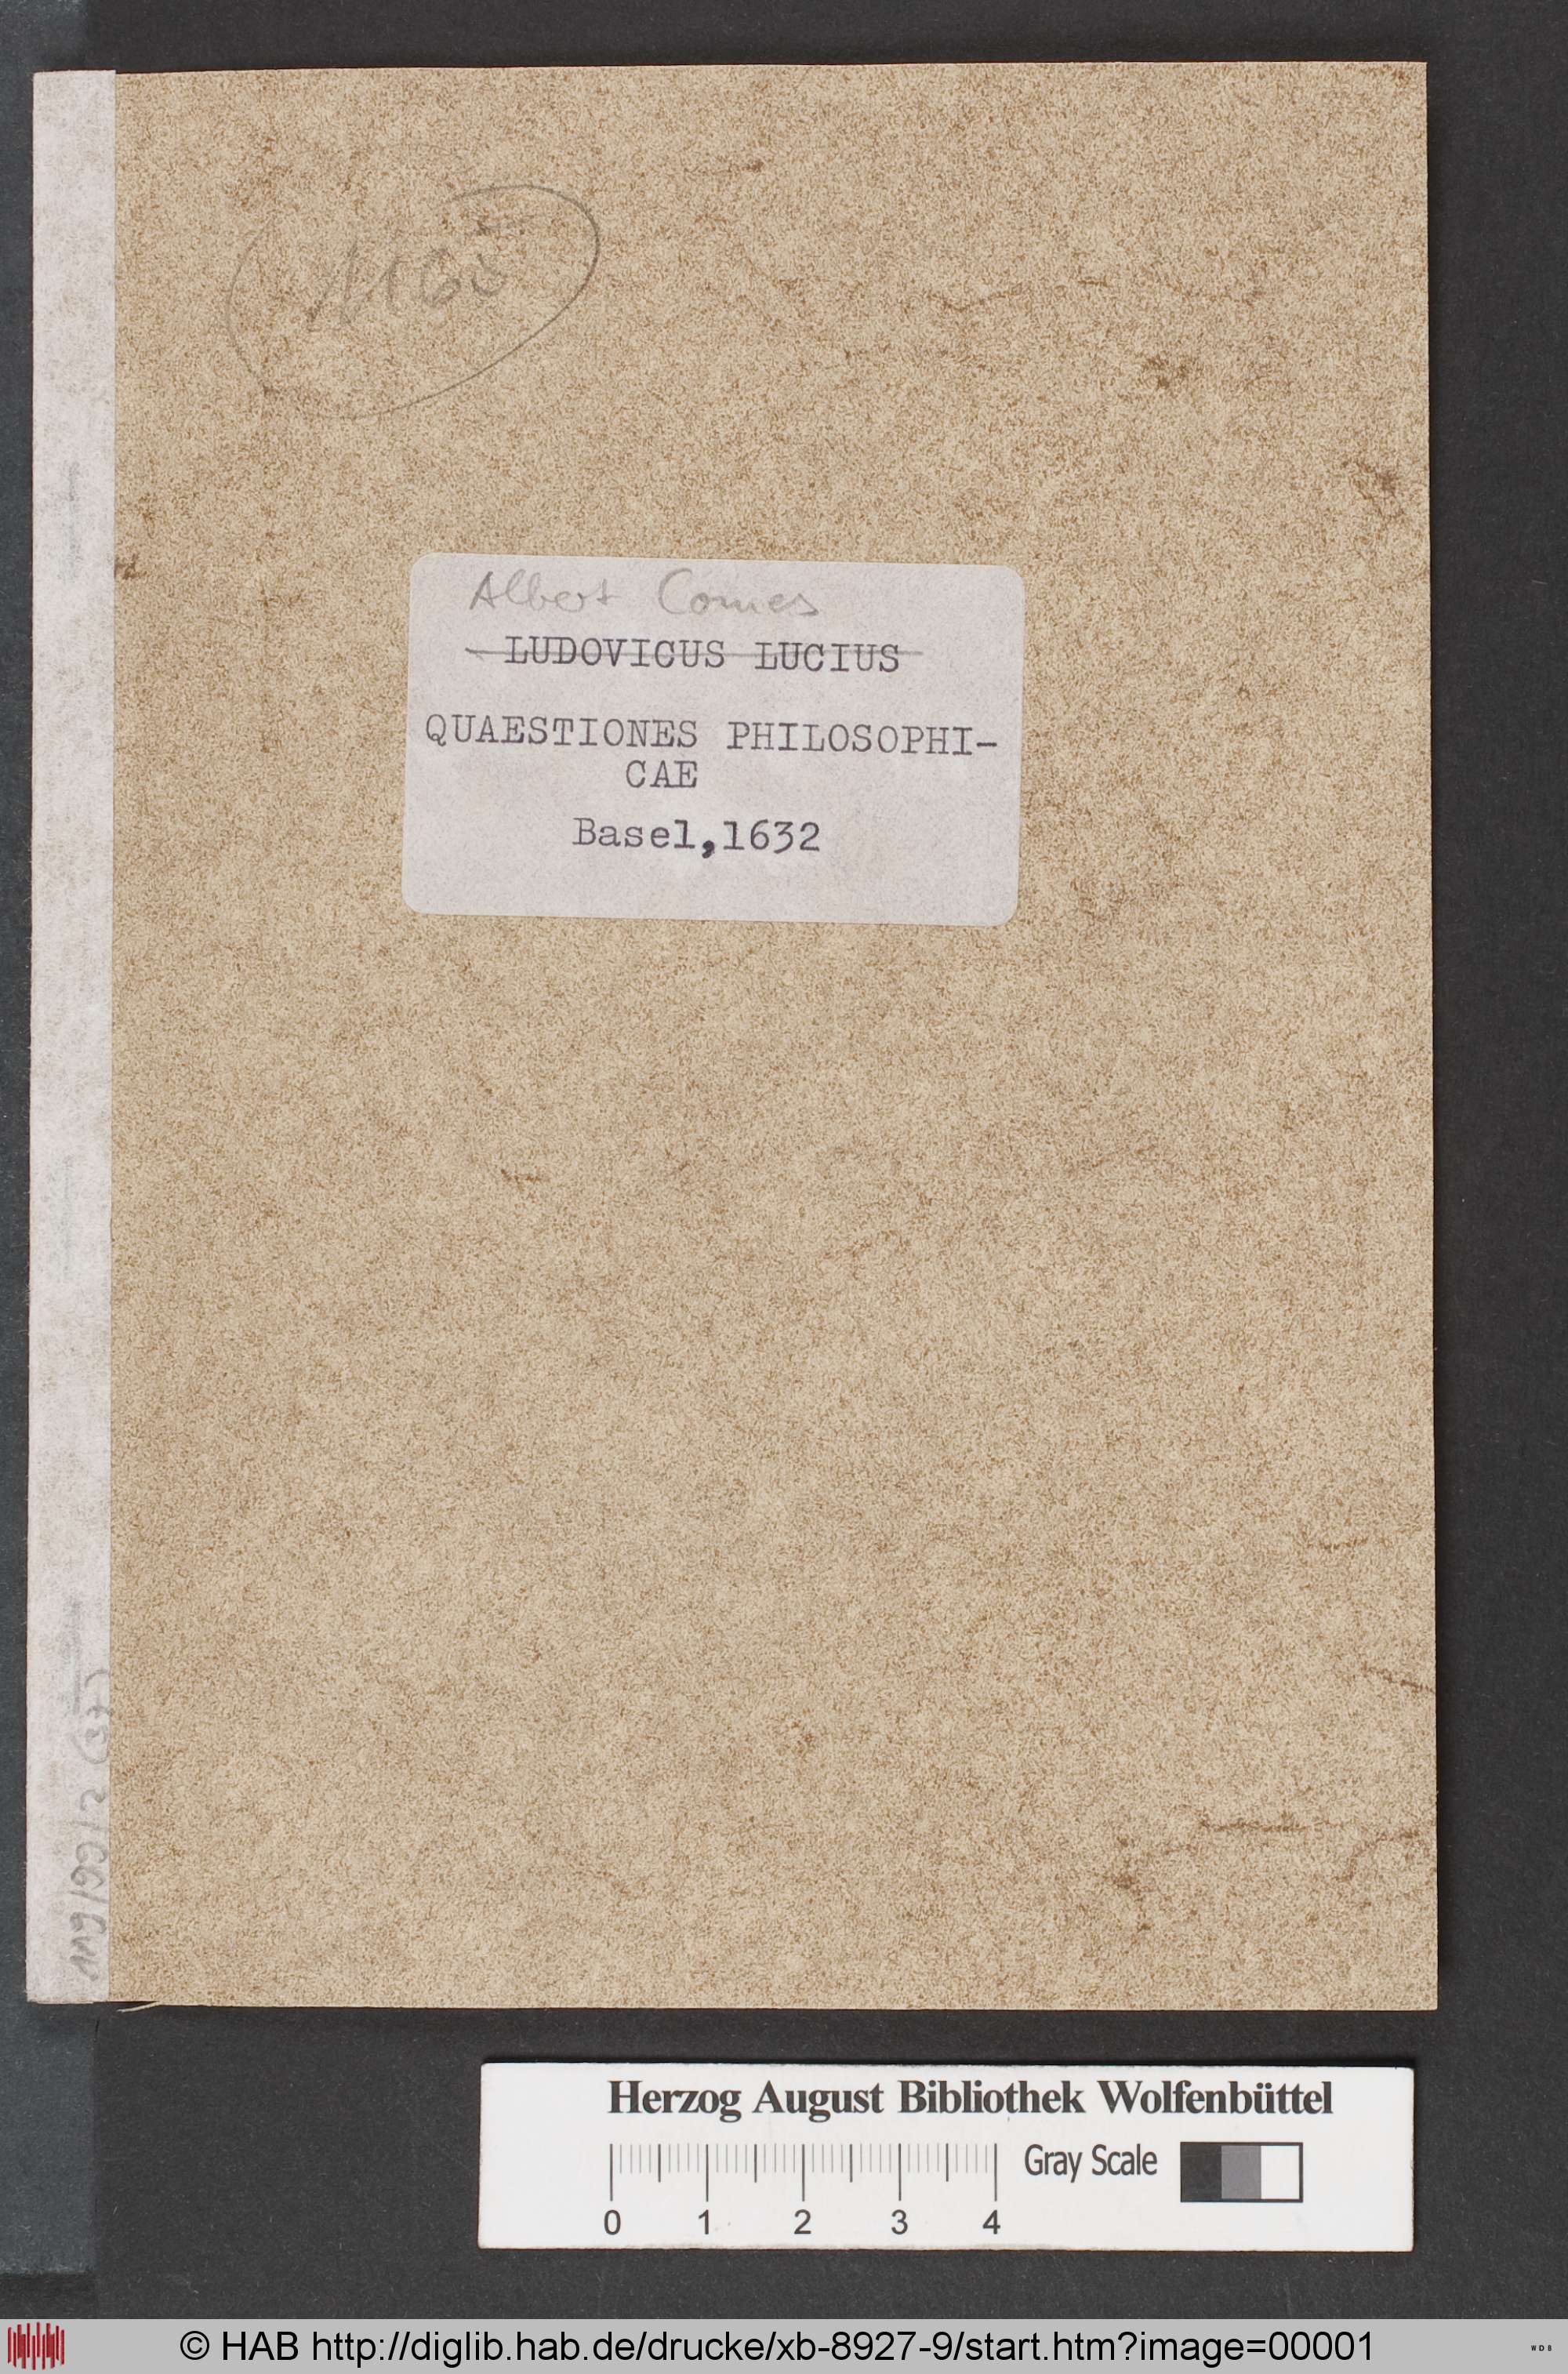 Albert Comes
LUDOVICUS LUCIUS
QUAESTIONES PHILOSOPHI-
CAE
Basel,1632
Herzog August Bibliothek Wolfenbüttel
Gray Scale
0 1 2 3 4
© HAB http://diglib.hab.de/drucke/xb-8927-9/start.htm?image=00001